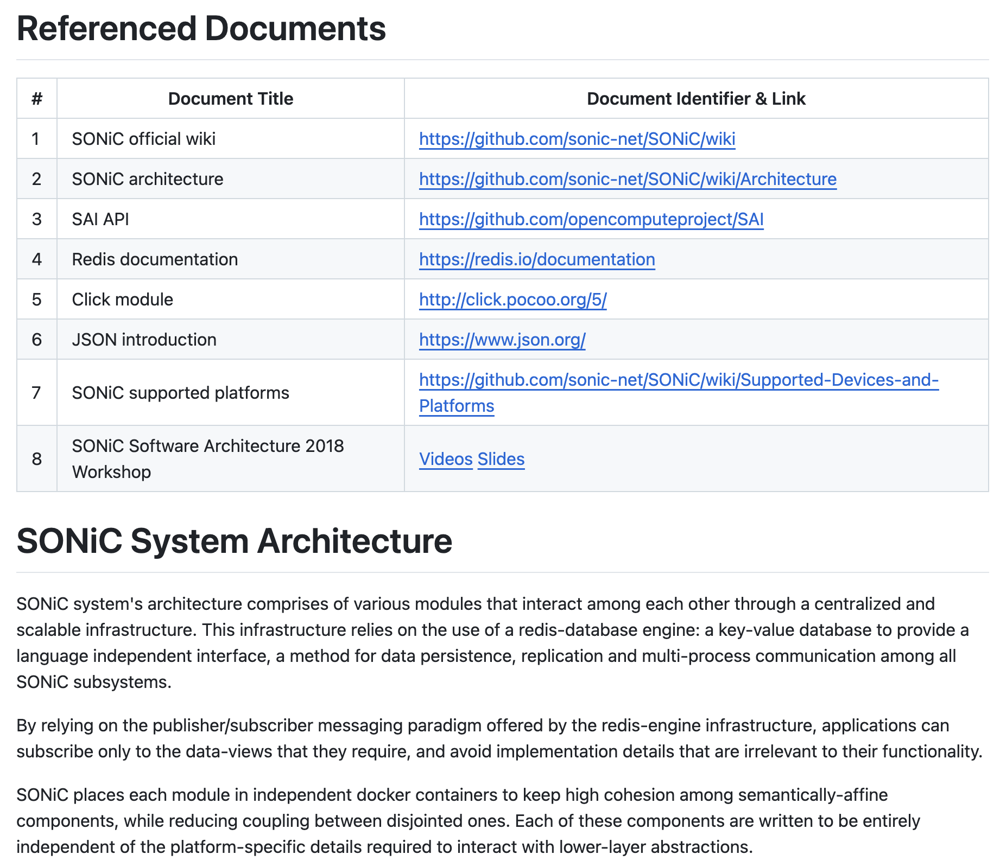 Referenced Documents
# Document Title Document Identifier & Link
1 SONiC official wiki https://github.com/sonic-net/SONiC/wiki
2 SONiC architecture https://github.com/sonic-net/SONiC/wiki/Architecture
3 SAI API https://github.com/opencomputeproject/SAI
4 Redis documentation https://redis.io/documentation
5 Click module http://click.pocoo.org/5/
6 JSON introduction https://www.json.org/
7 SONiC supported platforms https://github.com/sonic-net/SONiC/wiki/Supported-Devices-and-
Platforms
8 SONiC Software Architecture 2018
Workshop
Videos Slides
SONiC System Architecture
SONiC system's architecture comprises of various modules that interact among each other through a centralized and
scalable infrastructure. This infrastructure relies on the use of a redis-database engine: a key-value database to provide a
language independent interface, a method for data persistence, replication and multi-process communication among all
SONiC subsystems.
By relying on the publisher/subscriber messaging paradigm offered by the redis-engine infrastructure, applications can
subscribe only to the data-views that they require, and avoid implementation details that are irrelevant to their functionality.
SONiC places each module in independent docker containers to keep high cohesion among semantically-affine
components, while reducing coupling between disjointed ones. Each of these components are written to be entirely
independent of the platform-specific details required to interact with lower-layer abstractions.